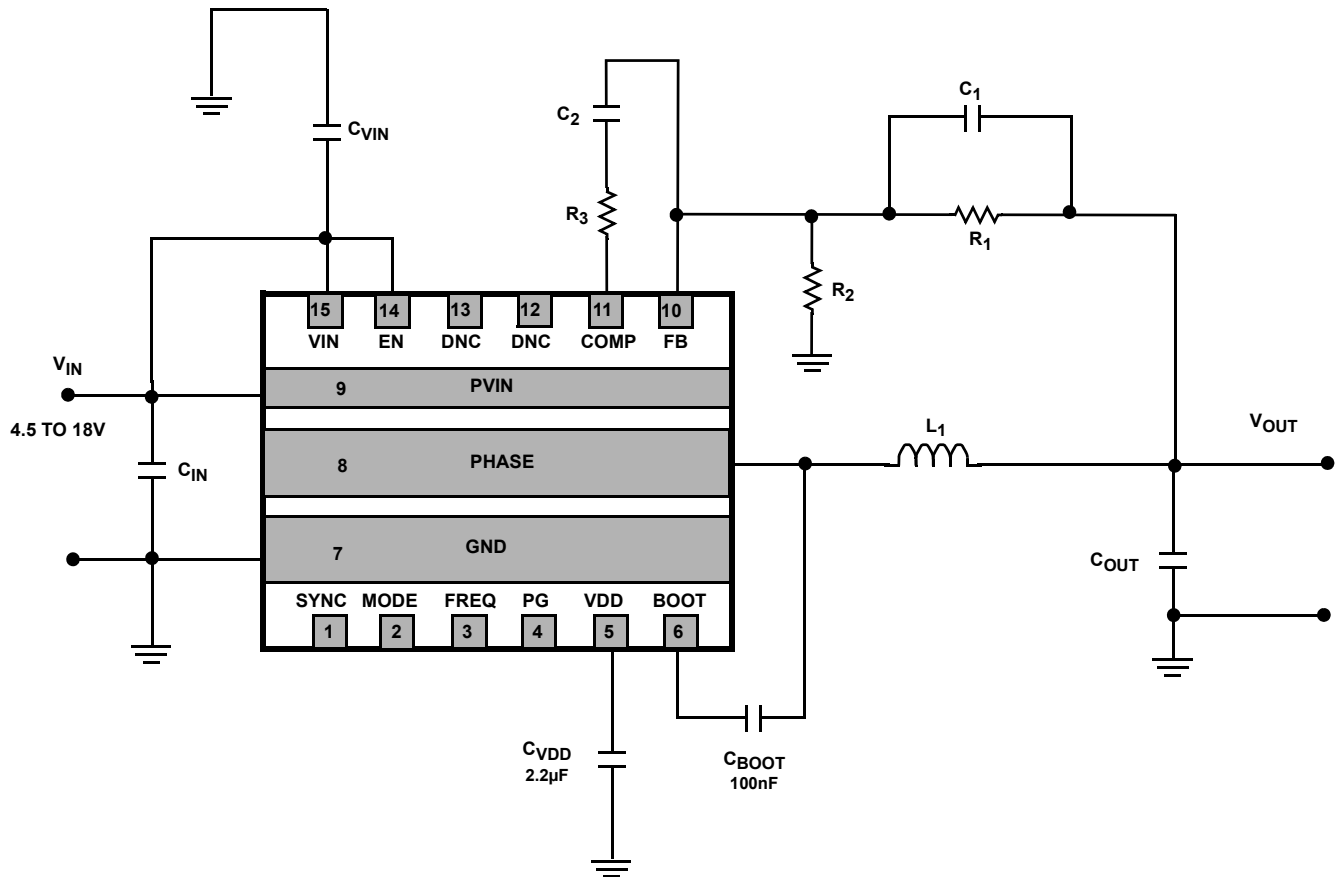 C1
CVIN
C2
R3
R1
R2
15 14 13 12 11 10
VIN EN DNC DNC COMP FB
VIN
9 PVIN
4.5 TO 18V
L1
VOUT
8 PHASE
CIN
7 GND
COUT
SYNC MODE FREQ PG VDD BOOT
1 2 3 4 5 6
CVDD
2.2µF
CBOOT
100nF